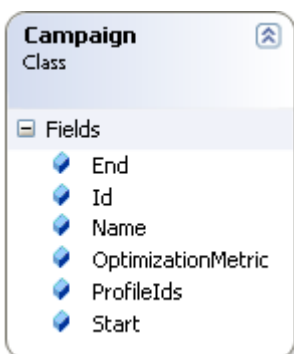 Campaign
Class
Fields
End
Id
Name
OptimizationMetric
ProfileIds
Start